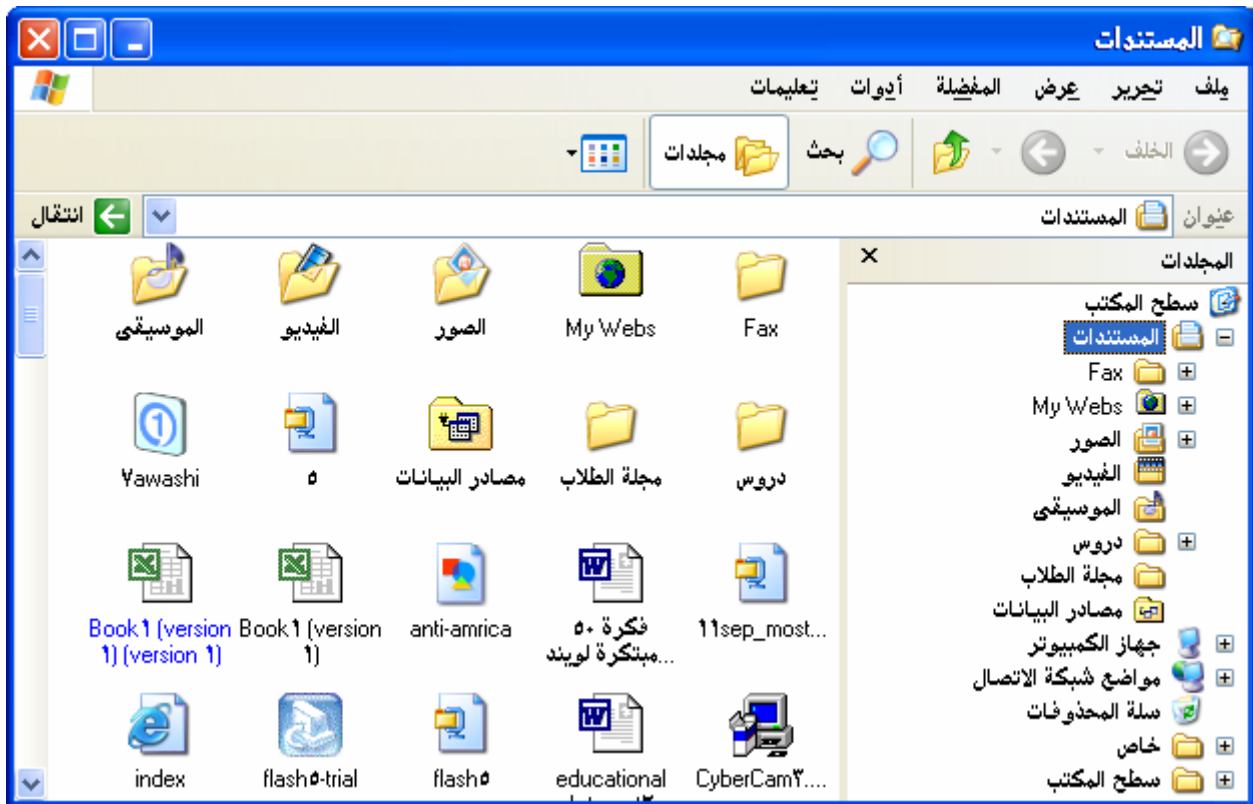 المستندات
ملف تحرير عرض المفضلة أدوات تعليمات
الخلف بحث مجلدات
عنوان المستندات انتقال
المجلدات
سطح المكتب
المستندات
Fax
My Webs
الصور
الفيديو
الموسيقى
دروس
مجلة الطلاب
مصادر البيانات
جهاز الكمبيوتر
مواضع شبكة الاتصال
سلة المحذوفات
خاص
سطح المكتب
Fax My Webs الصور الفيديو الموسيقى
دروس مجلة الطلاب مصادر البيانات ٥ ٧awashi
١١sep_most...
٥٠ فكرة
مبتكرة لويند...
anti-amrica
Book١ (version
١)
Book١ (version
١) (version ١)
CyberCam٣....
educational
flash٥
flash٥-trial
index